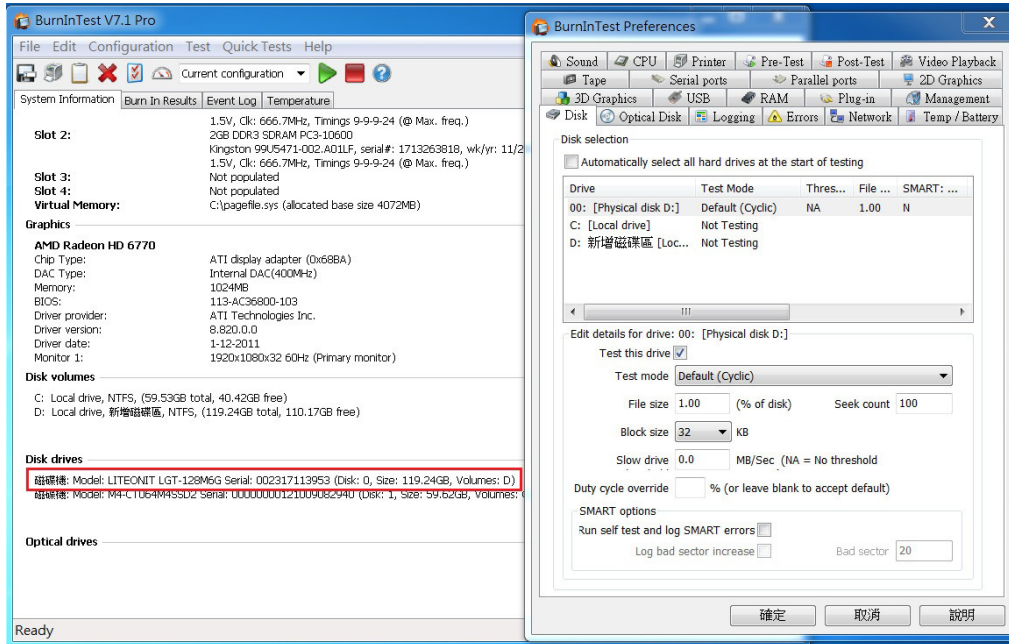 BurnInTest V7.1 Pro
File Edit Configuration Test Quick Tests Help
Current configuration
System Information Burn In Results Event Log Temperature
1.5V, Clk: 666.7MHz, Timings 9-9-9-24 (@ Max. freq.)
Slot 2: 2GB DDR3 SDRAM PC3-10600
Kingston 99U5471-002.A01LF, serial#: 1713263818, wk/yr: 11/2
1.5V, Clk: 666.7MHz, Timings 9-9-9-24 (@ Max. freq.)
Slot 3: Not populated
Slot 4: Not populated
Virtual Memory: C:\pagefile.sys (allocated base size 4072MB)
Graphics
AMD Radeon HD 6770
Chip Type: ATI display adapter (0x68BA)
DAC Type: Internal DAC(400MHz)
Memory: 1024MB
BIOS: 113-AC36800-103
Driver provider: ATI Technologies Inc.
Driver version: 8.820.0.0
Driver date: 1-12-2011
Monitor 1: 1920x1080x32 60Hz (Primary monitor)
Disk volumes
C: Local drive, NTFS, (59.53GB total, 40.42GB free)
D: Local drive, 新增磁碟區, NTFS, (119.24GB total, 110.17GB free)
Disk drives
磁碟機: Model: LITEONIT LGT-128M6G Serial: 002317113953 (Disk: 0, Size: 119.24GB, Volumes: D)
磁碟機: Model: M4-CT064M4SSD2 Serial: 00000000121009082940 (Disk: 1, Size: 59.62GB, Volumes:
Optical drives
Ready
BurnInTest Preferences
Sound CPU Printer Pre-Test Post-Test Video Playback
Tape Serial ports Parallel ports 2D Graphics
3D Graphics USB RAM Plug-in Management
Disk Optical Disk Logging Errors Network Temp / Battery
Disk selection
Automatically select all hard drives at the start of testing
Drive Test Mode Thres... File ... SMART: ...
00: [Physical disk D:] Default (Cyclic) NA 1.00 N
C: [Local drive] Not Testing
D: 新增磁碟區 [Loc... Not Testing
Edit details for drive: 00: [Physical disk D:]
Test this drive
Test mode Default (Cyclic)
File size 1.00 (% of disk) Seek count 100
Block size 32 KB
Slow drive 0.0 MB/Sec (NA = No threshold
Duty cycle override % (or leave blank to accept default)
SMART options
Run self test and log SMART errors
Log bad sector increase Bad sector 20
確定 取消 說明